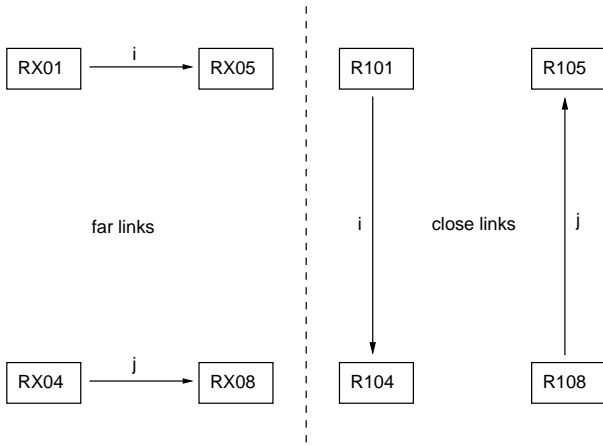 i
RX01
RX05
R101
R105
far links
i
close links
j
j
RX04
RX08
R104
R108